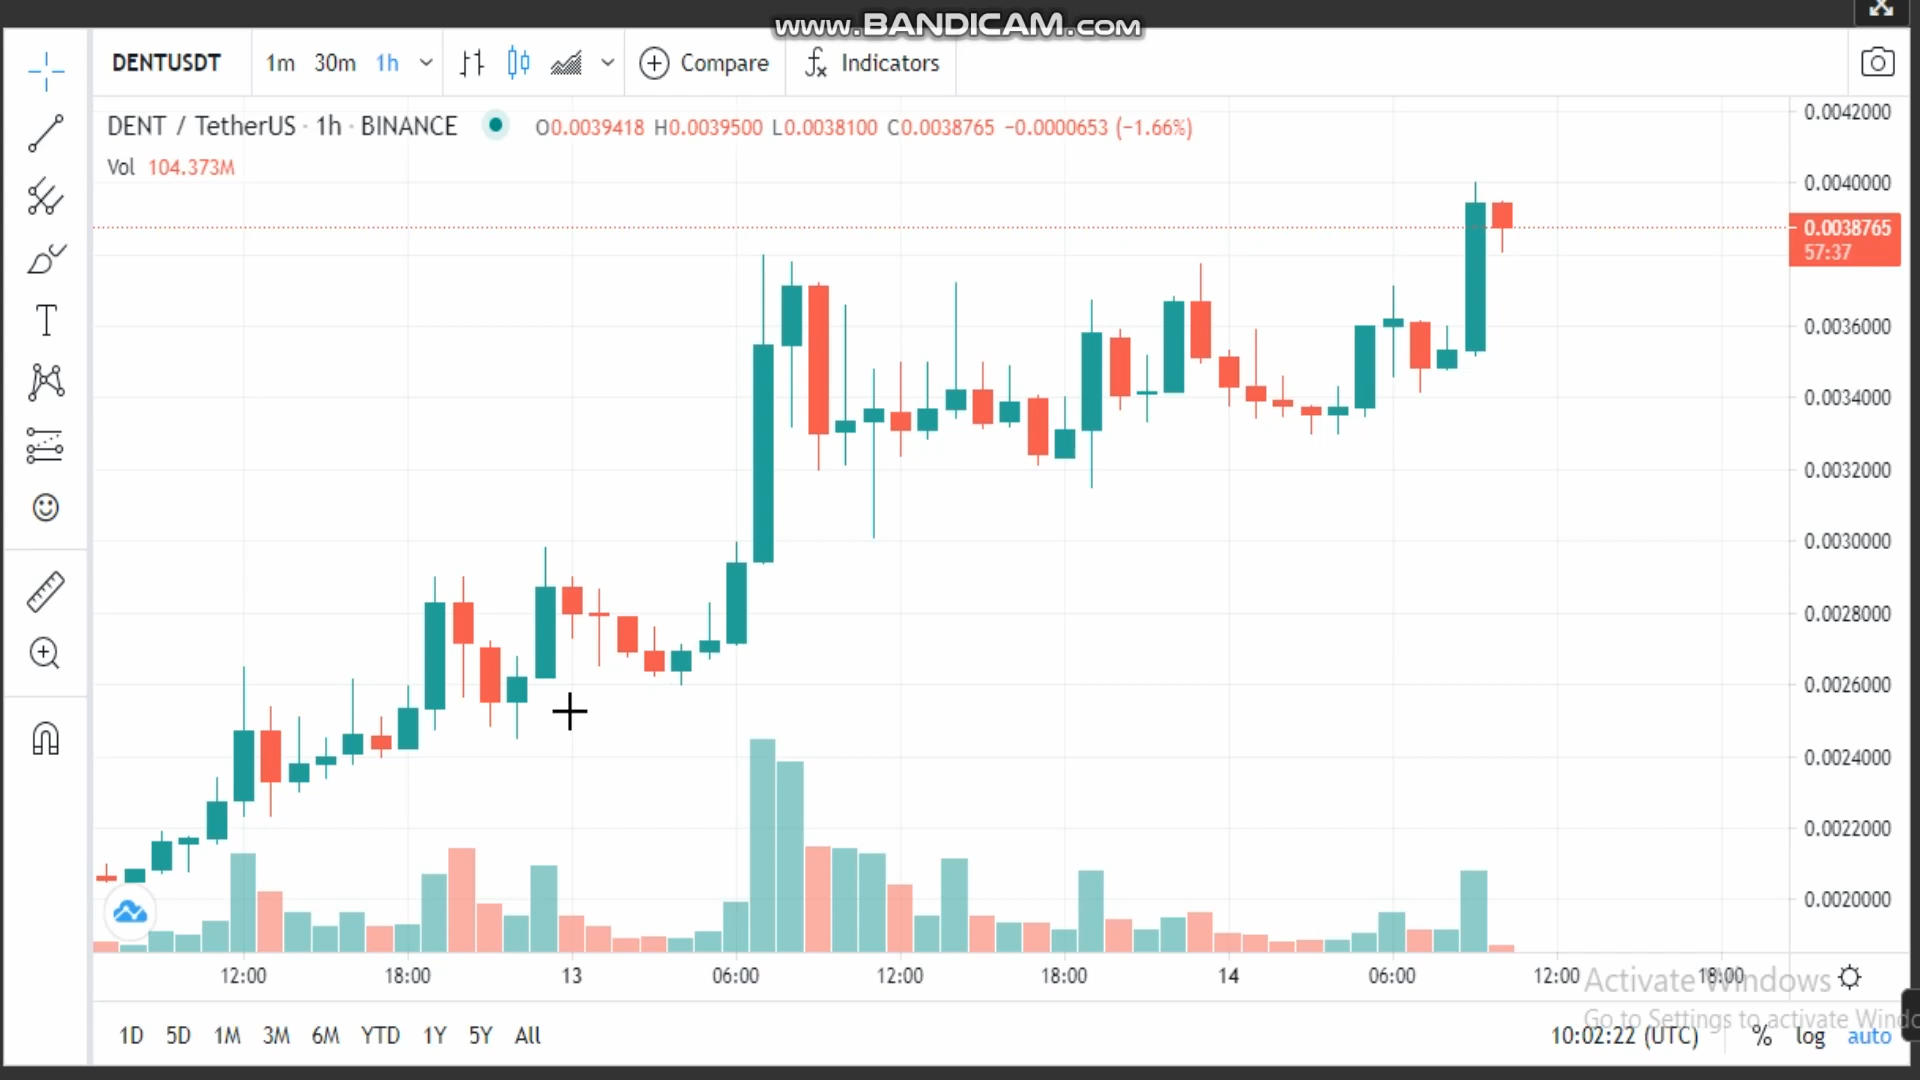 www.BANDICAM.com
DENTUSDT 1m 30m 1h Compare fx Indicators
DENT / TetherUS · 1h · BINANCE O0.0039418 H0.0039500 L0.0038100 C0.0038765 −0.0000653 (−1.66%)
Vol 104.373M
0.0042000
0.0040000
0.0038765
57:37
0.0036000
0.0034000
0.0032000
0.0030000
0.0028000
0.0026000
0.0024000
0.0022000
0.0020000
12:00 18:00 13 06:00 12:00 18:00 14 06:00 12:00 18:00
Activate Windows
Go to Settings to activate Windo
1D 5D 1M 3M 6M YTD 1Y 5Y All 10:02:22 (UTC) % log auto